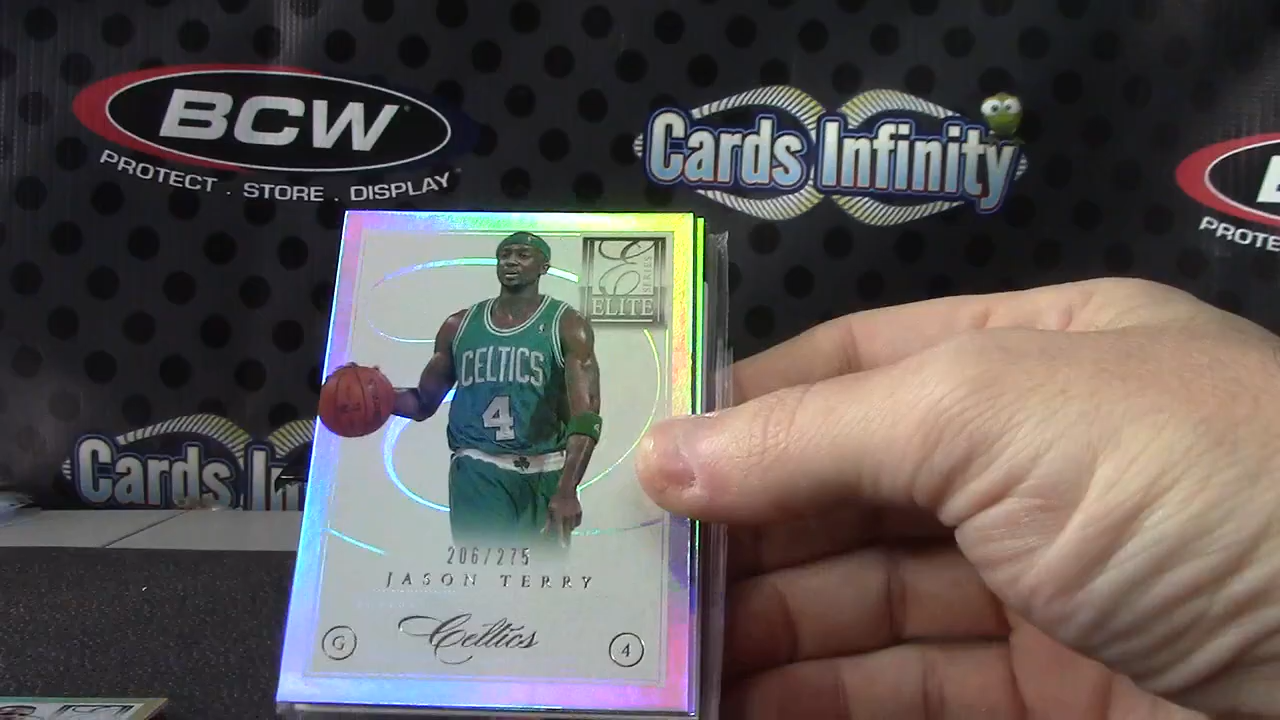 BCW
PROTECT . STORE . DISPLAY
Cards Infinity
PROTE
Cards In
E
SERIES
ELITE
CELTICS
4
206/275
JASON TERRY
Celtics
G
4